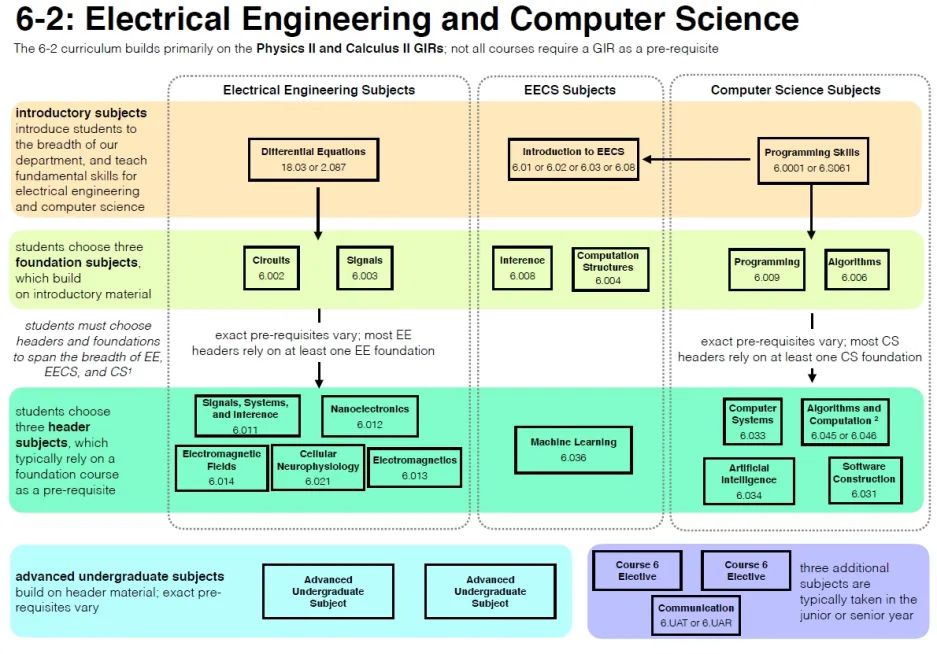 6-2: Electrical Engineering and Computer Science
The 6-2 curriculum builds primarily on the Physics II and Calculus II GIRs; not all courses require a GIR as a pre-requisite
Electrical Engineering Subjects
EECS Subjects
Computer Science Subjects
introductory subjects
introduce students to
the breadth of our
department, and teach
fundamental skills for
electrical engineering
and computer science
Differential Equations
18.03 or 2.087
Introduction to EECS
6.01 or 6.02 or 6.03 or 6.08
Programming Skills
6.0001 or 6.S061
students choose three
foundation subjects,
which build
on introductory material
Circuits
6.002
Signals
6.003
Inference
6.008
Computation
Structures
6.004
Programming
6.009
Algorithms
6.006
students must choose
headers and foundations
to span the breadth of EE,
EECS, and CS¹
exact pre-requisites vary; most EE
headers rely on at least one EE foundation
exact pre-requisites vary; most CS
headers rely on at least one CS foundation
students choose
three header
subjects, which
typically rely on a
foundation course
as a pre-requisite
Signals, Systems,
and Inference
6.011
Nanoelectronics
6.012
Electromagnetic
Fields
6.014
Cellular
Neurophysiology
6.021
Electromagnetics
6.013
Machine Learning
6.036
Computer
Systems
6.033
Algorithms and
Computation ²
6.045 or 6.046
Artificial
Intelligence
6.034
Software
Construction
6.031
advanced undergraduate subjects
build on header material; exact pre-
requisites vary
Advanced
Undergraduate
Subject
Advanced
Undergraduate
Subject
Course 6
Elective
Course 6
Elective
Communication
6.UAT or 6.UAR
three additional
subjects are
typically taken in the
junior or senior year